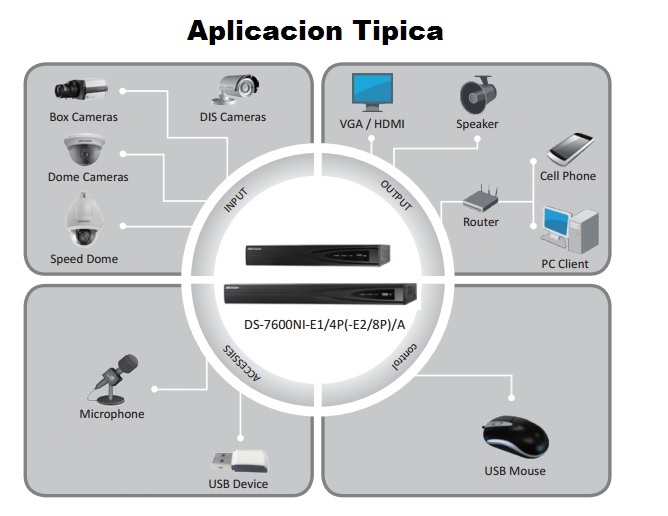 Aplicacion Tipica
Box Cameras
DIS Cameras
Dome Cameras
Speed Dome
INPUT
VGA / HDMI
Speaker
Cell Phone
Router
PC Client
OUTPUT
DS-7600NI-E1/4P(-E2/8P)/A
ACCESSIES
Microphone
USB Device
control
USB Mouse